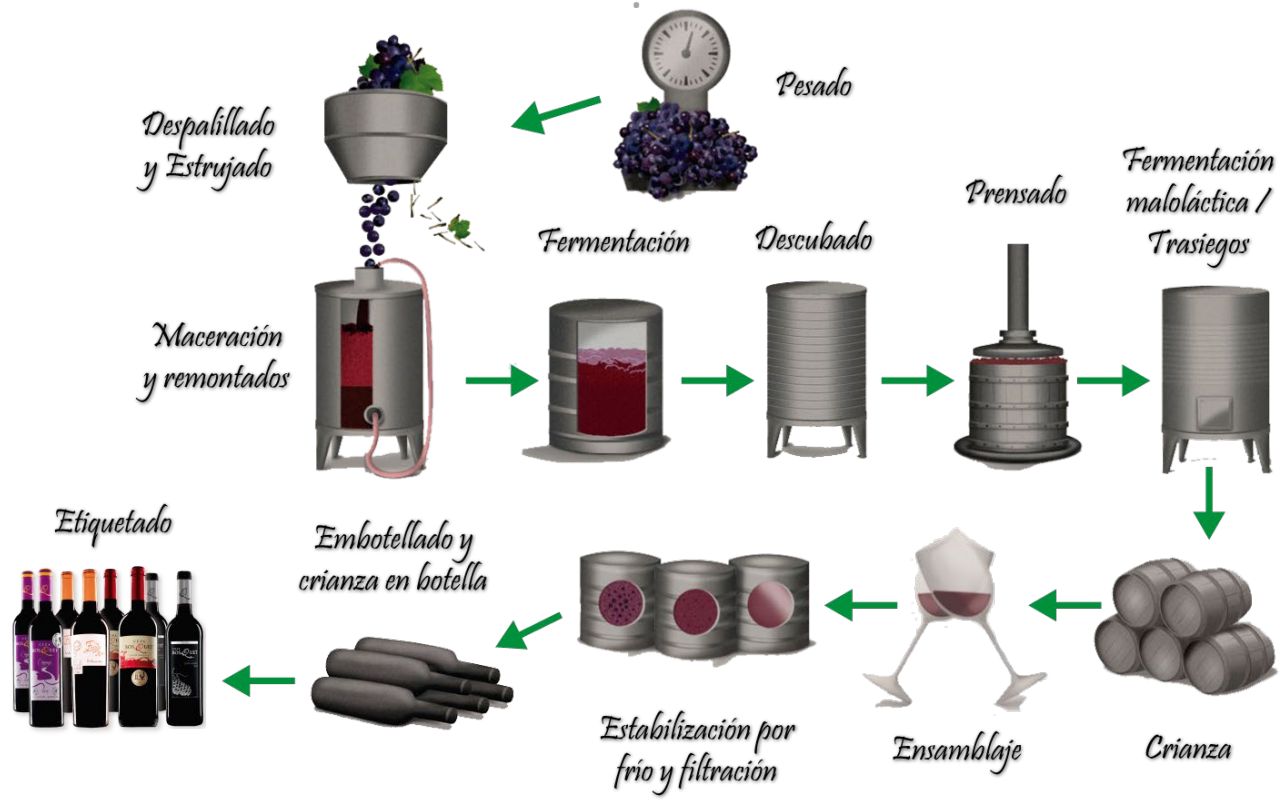 Pesado
Despalillado
y Estrujado
Maceración
y remontados
Fermentación
Descubado
Prensado
Fermentación
maloláctica /
Trasiegos
Crianza
Ensamblaje
Estabilización por
frío y filtración
Embotellado y
crianza en botella
Etiquetado